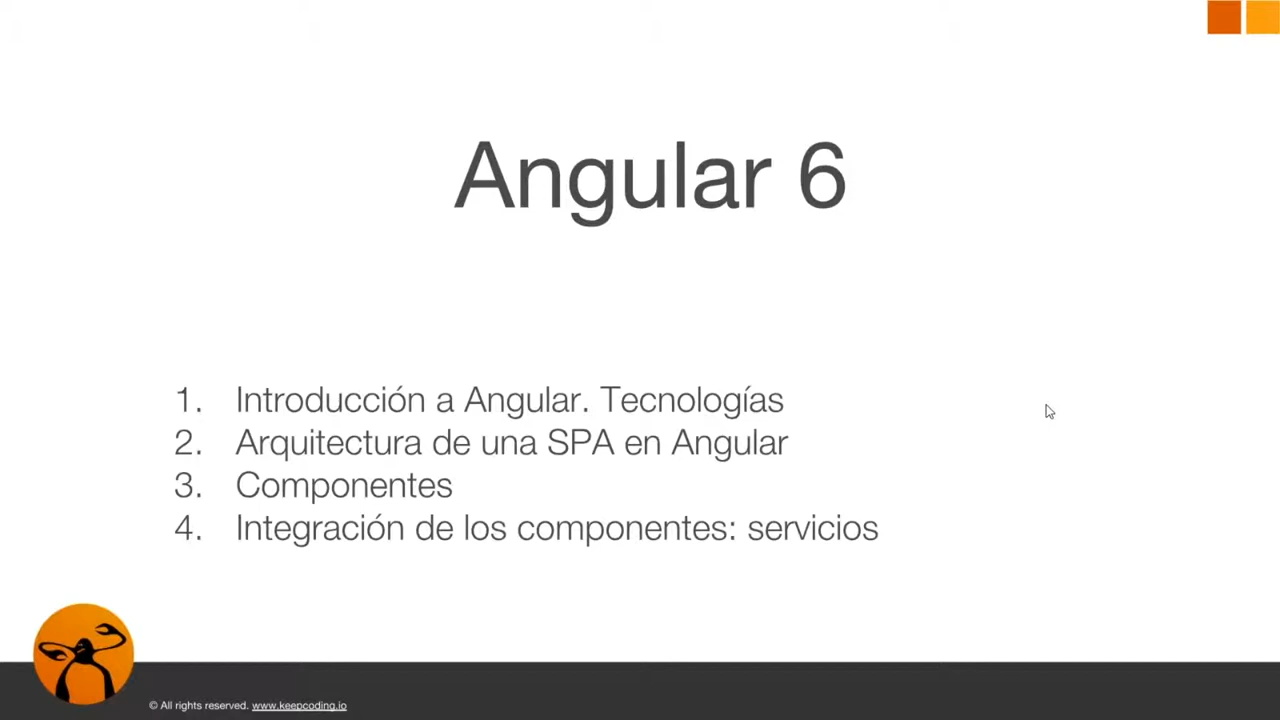 Angular 6
1. Introducción a Angular. Tecnologías
2. Arquitectura de una SPA en Angular
3. Componentes
4. Integración de los componentes: servicios
© All rights reserved. www.keepcoding.io